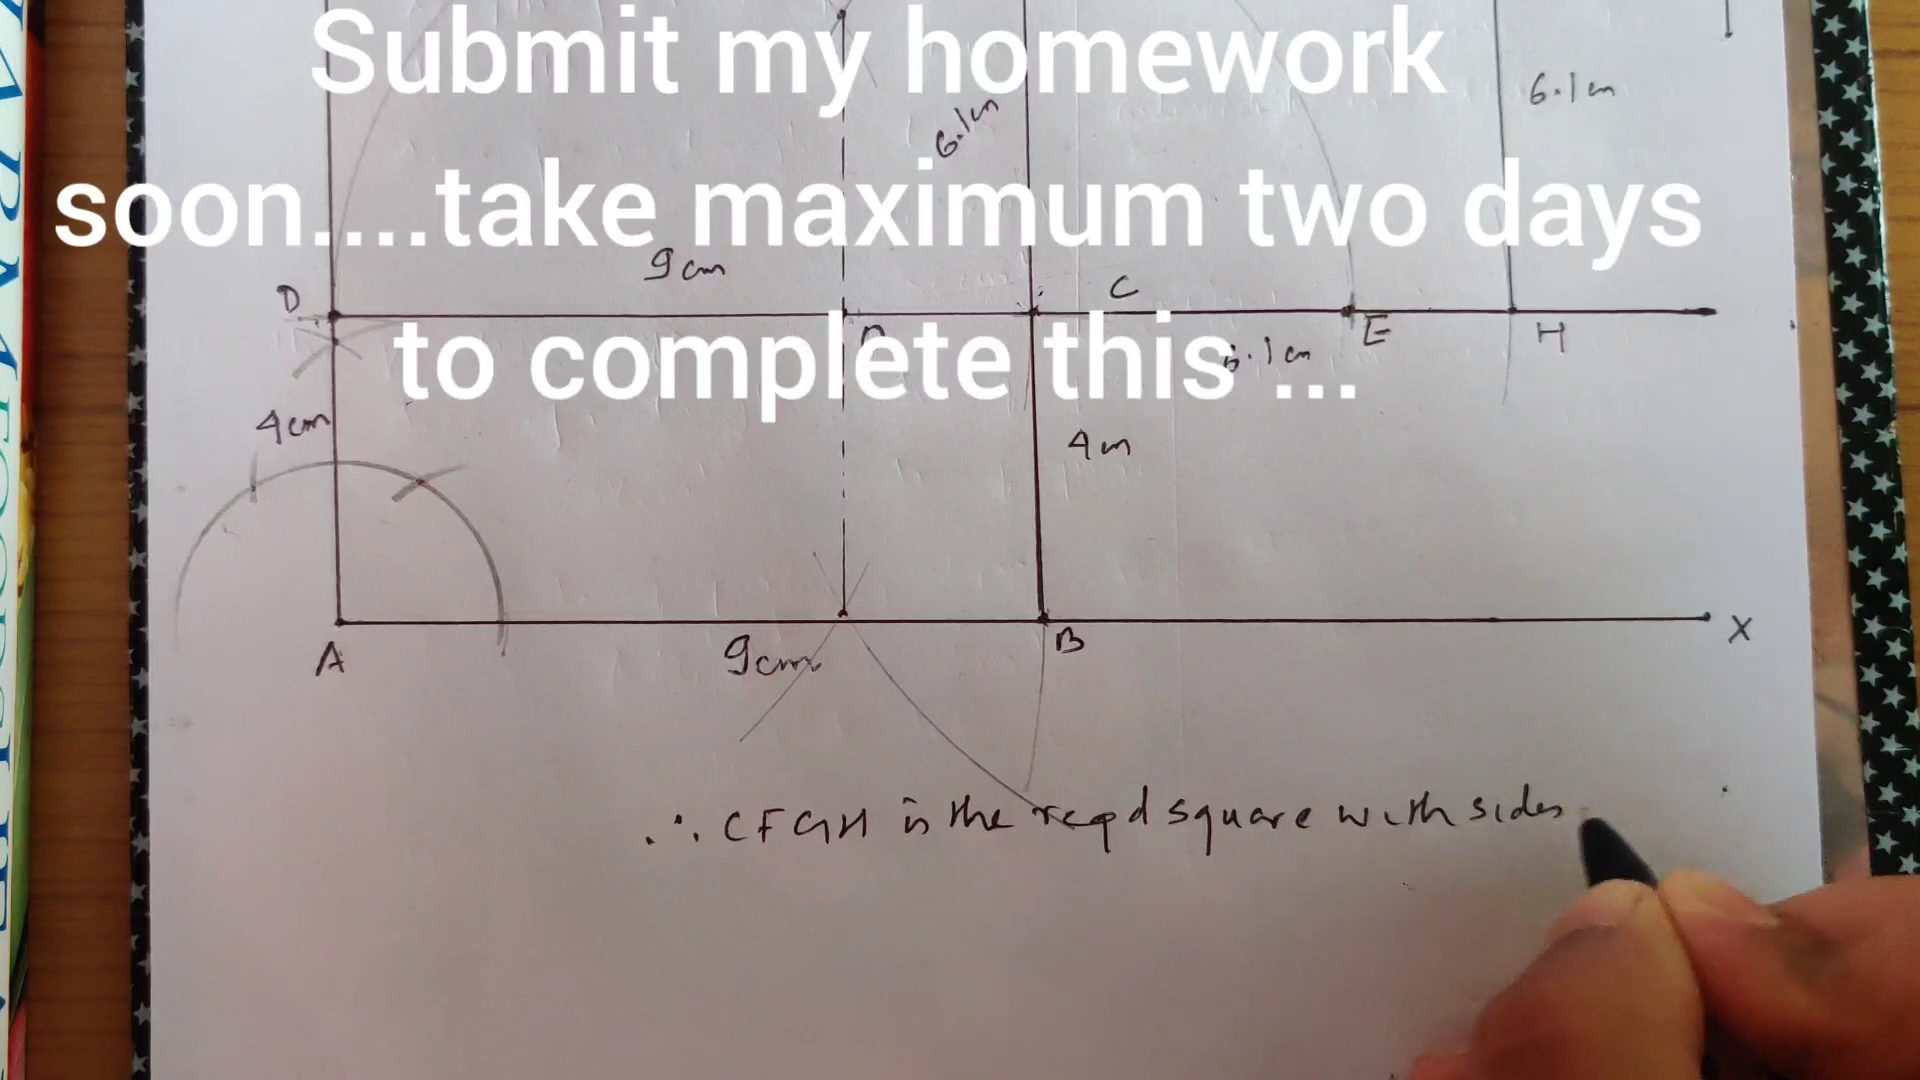 Submit my homework
soon....take maximum two days
to complete this ...
6.1cm
6.1cm
9cm
D
C
E
H
6.1cm
4cm
4cm
A
9cm
B
X
∴ CFGH is the reqd square with sides